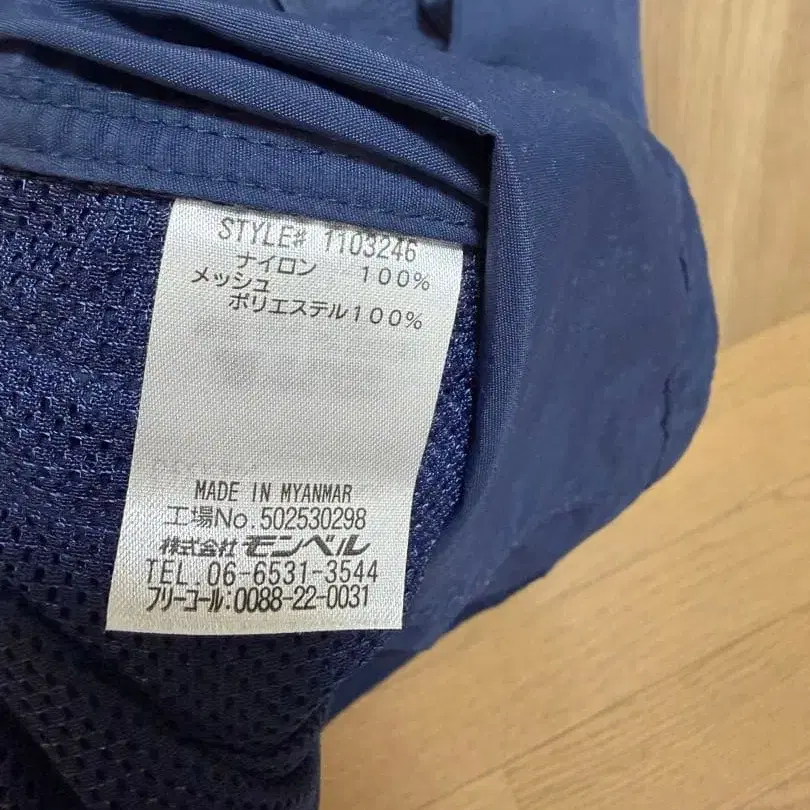 STYLE# 1103246
ナイロン 100%
メッシュ
ポリエステル100%
MADE IN MYANMAR
工場No.502530298
株式会社 モンベル
TEL.06-6531-3544
フリーコール:0088-22-0031